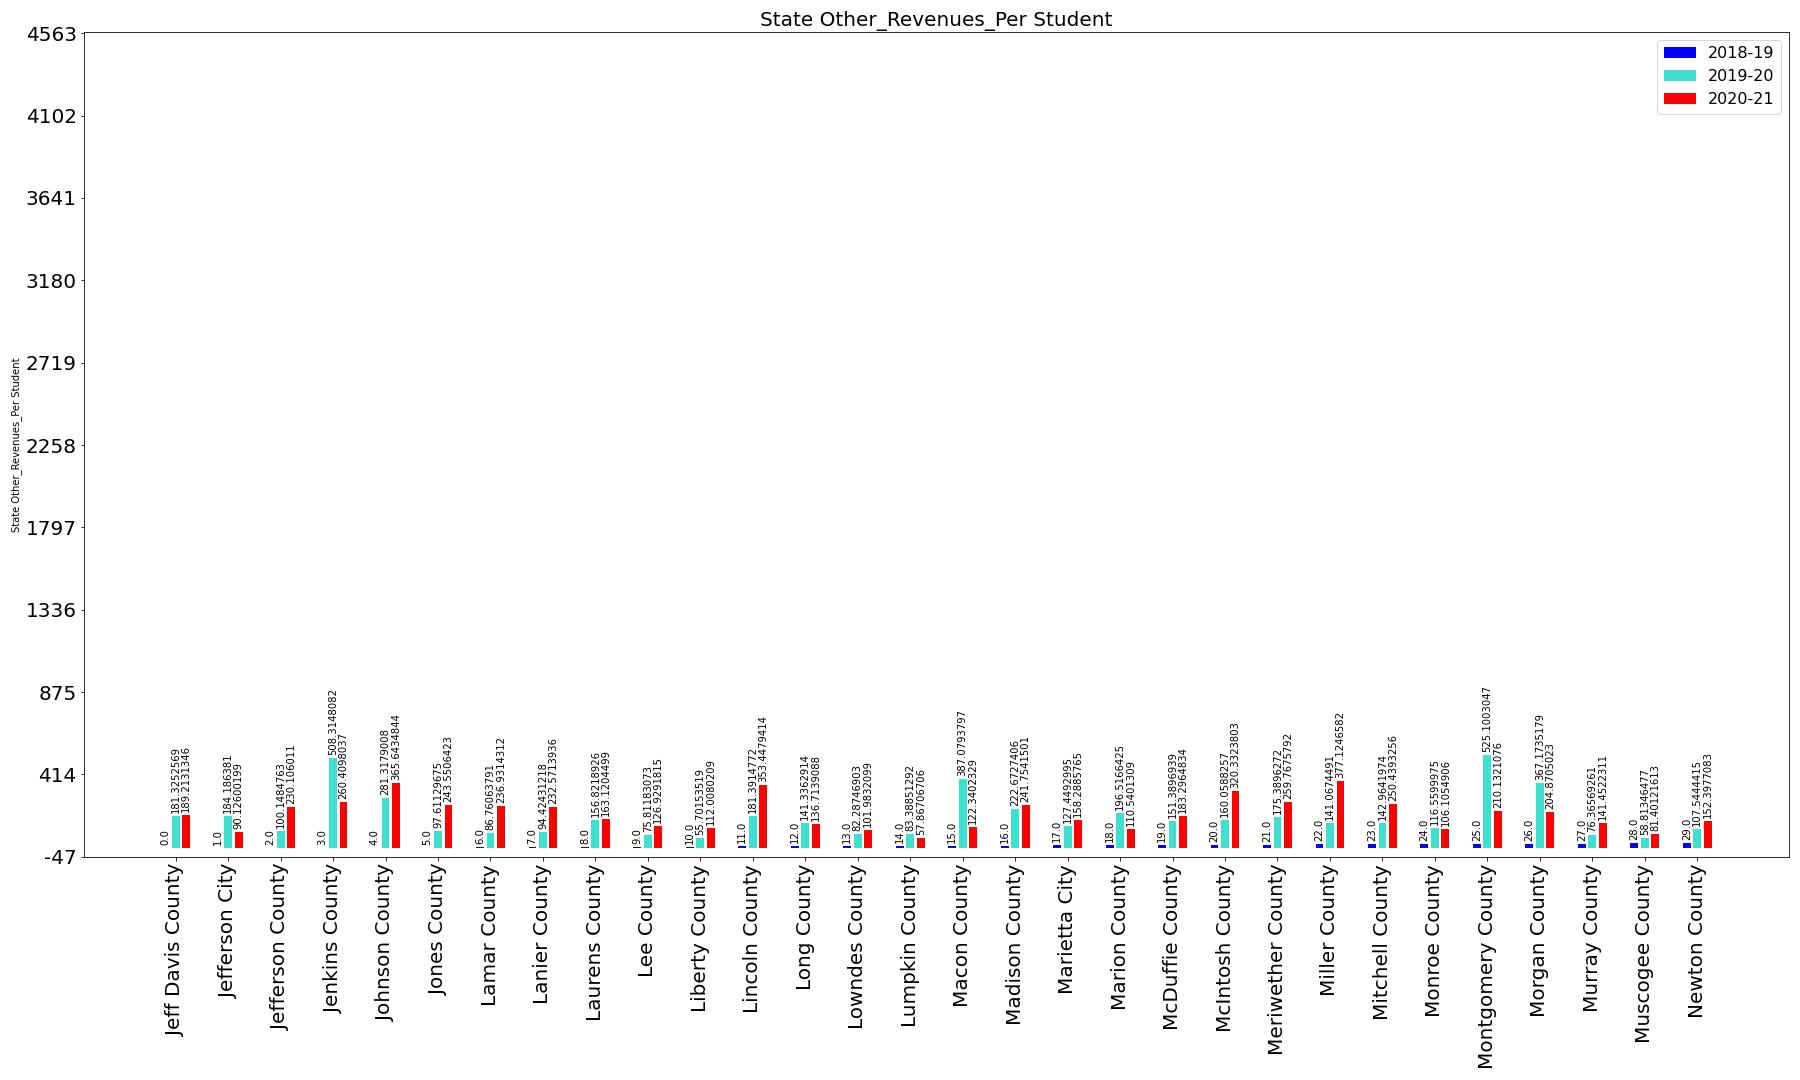 State Other_Revenues_Per Student
2018-19
2019-20
2020-21
4563
4102
3641
3180
2719
2258
1797
1336
875
414
-47
State Other_Revenues_Per Student
0.0 181.3252569 189.2131346
1.0 184.186381 90.12600199
2.0 100.1484763 230.106011
3.0 508.3148082 260.4098037
4.0 281.3179008 365.6434844
5.0 97.61129675 243.5506423
6.0 86.76063791 236.9314312
7.0 94.42431218 232.5713936
8.0 156.8218926 163.1204499
9.0 75.81183073 126.9291815
10.0 55.70153519 112.0080209
11.0 181.3914772 353.4479414
12.0 141.3362914 136.7139088
13.0 82.28746903 101.9832099
14.0 83.38851292 57.86706706
15.0 387.0793797 122.3402329
16.0 222.6727406 241.7541501
17.0 127.4492995 158.2885765
18.0 196.5166425 110.5401309
19.0 151.3896939 183.2964834
20.0 160.0588257 320.3323803
21.0 175.3896272 259.7675792
22.0 141.0674491 377.1246582
23.0 142.9641974 250.4393256
24.0 116.5599975 106.1054906
25.0 525.1003047 210.1321076
26.0 367.1735179 204.8705023
27.0 76.36569261 141.4522311
28.0 58.81346477 81.40121613
29.0 107.5444415 152.3977083
Jeff Davis County
Jefferson City
Jefferson County
Jenkins County
Johnson County
Jones County
Lamar County
Lanier County
Laurens County
Lee County
Liberty County
Lincoln County
Long County
Lowndes County
Lumpkin County
Macon County
Madison County
Marietta City
Marion County
McDuffie County
McIntosh County
Meriwether County
Miller County
Mitchell County
Monroe County
Montgomery County
Morgan County
Murray County
Muscogee County
Newton County